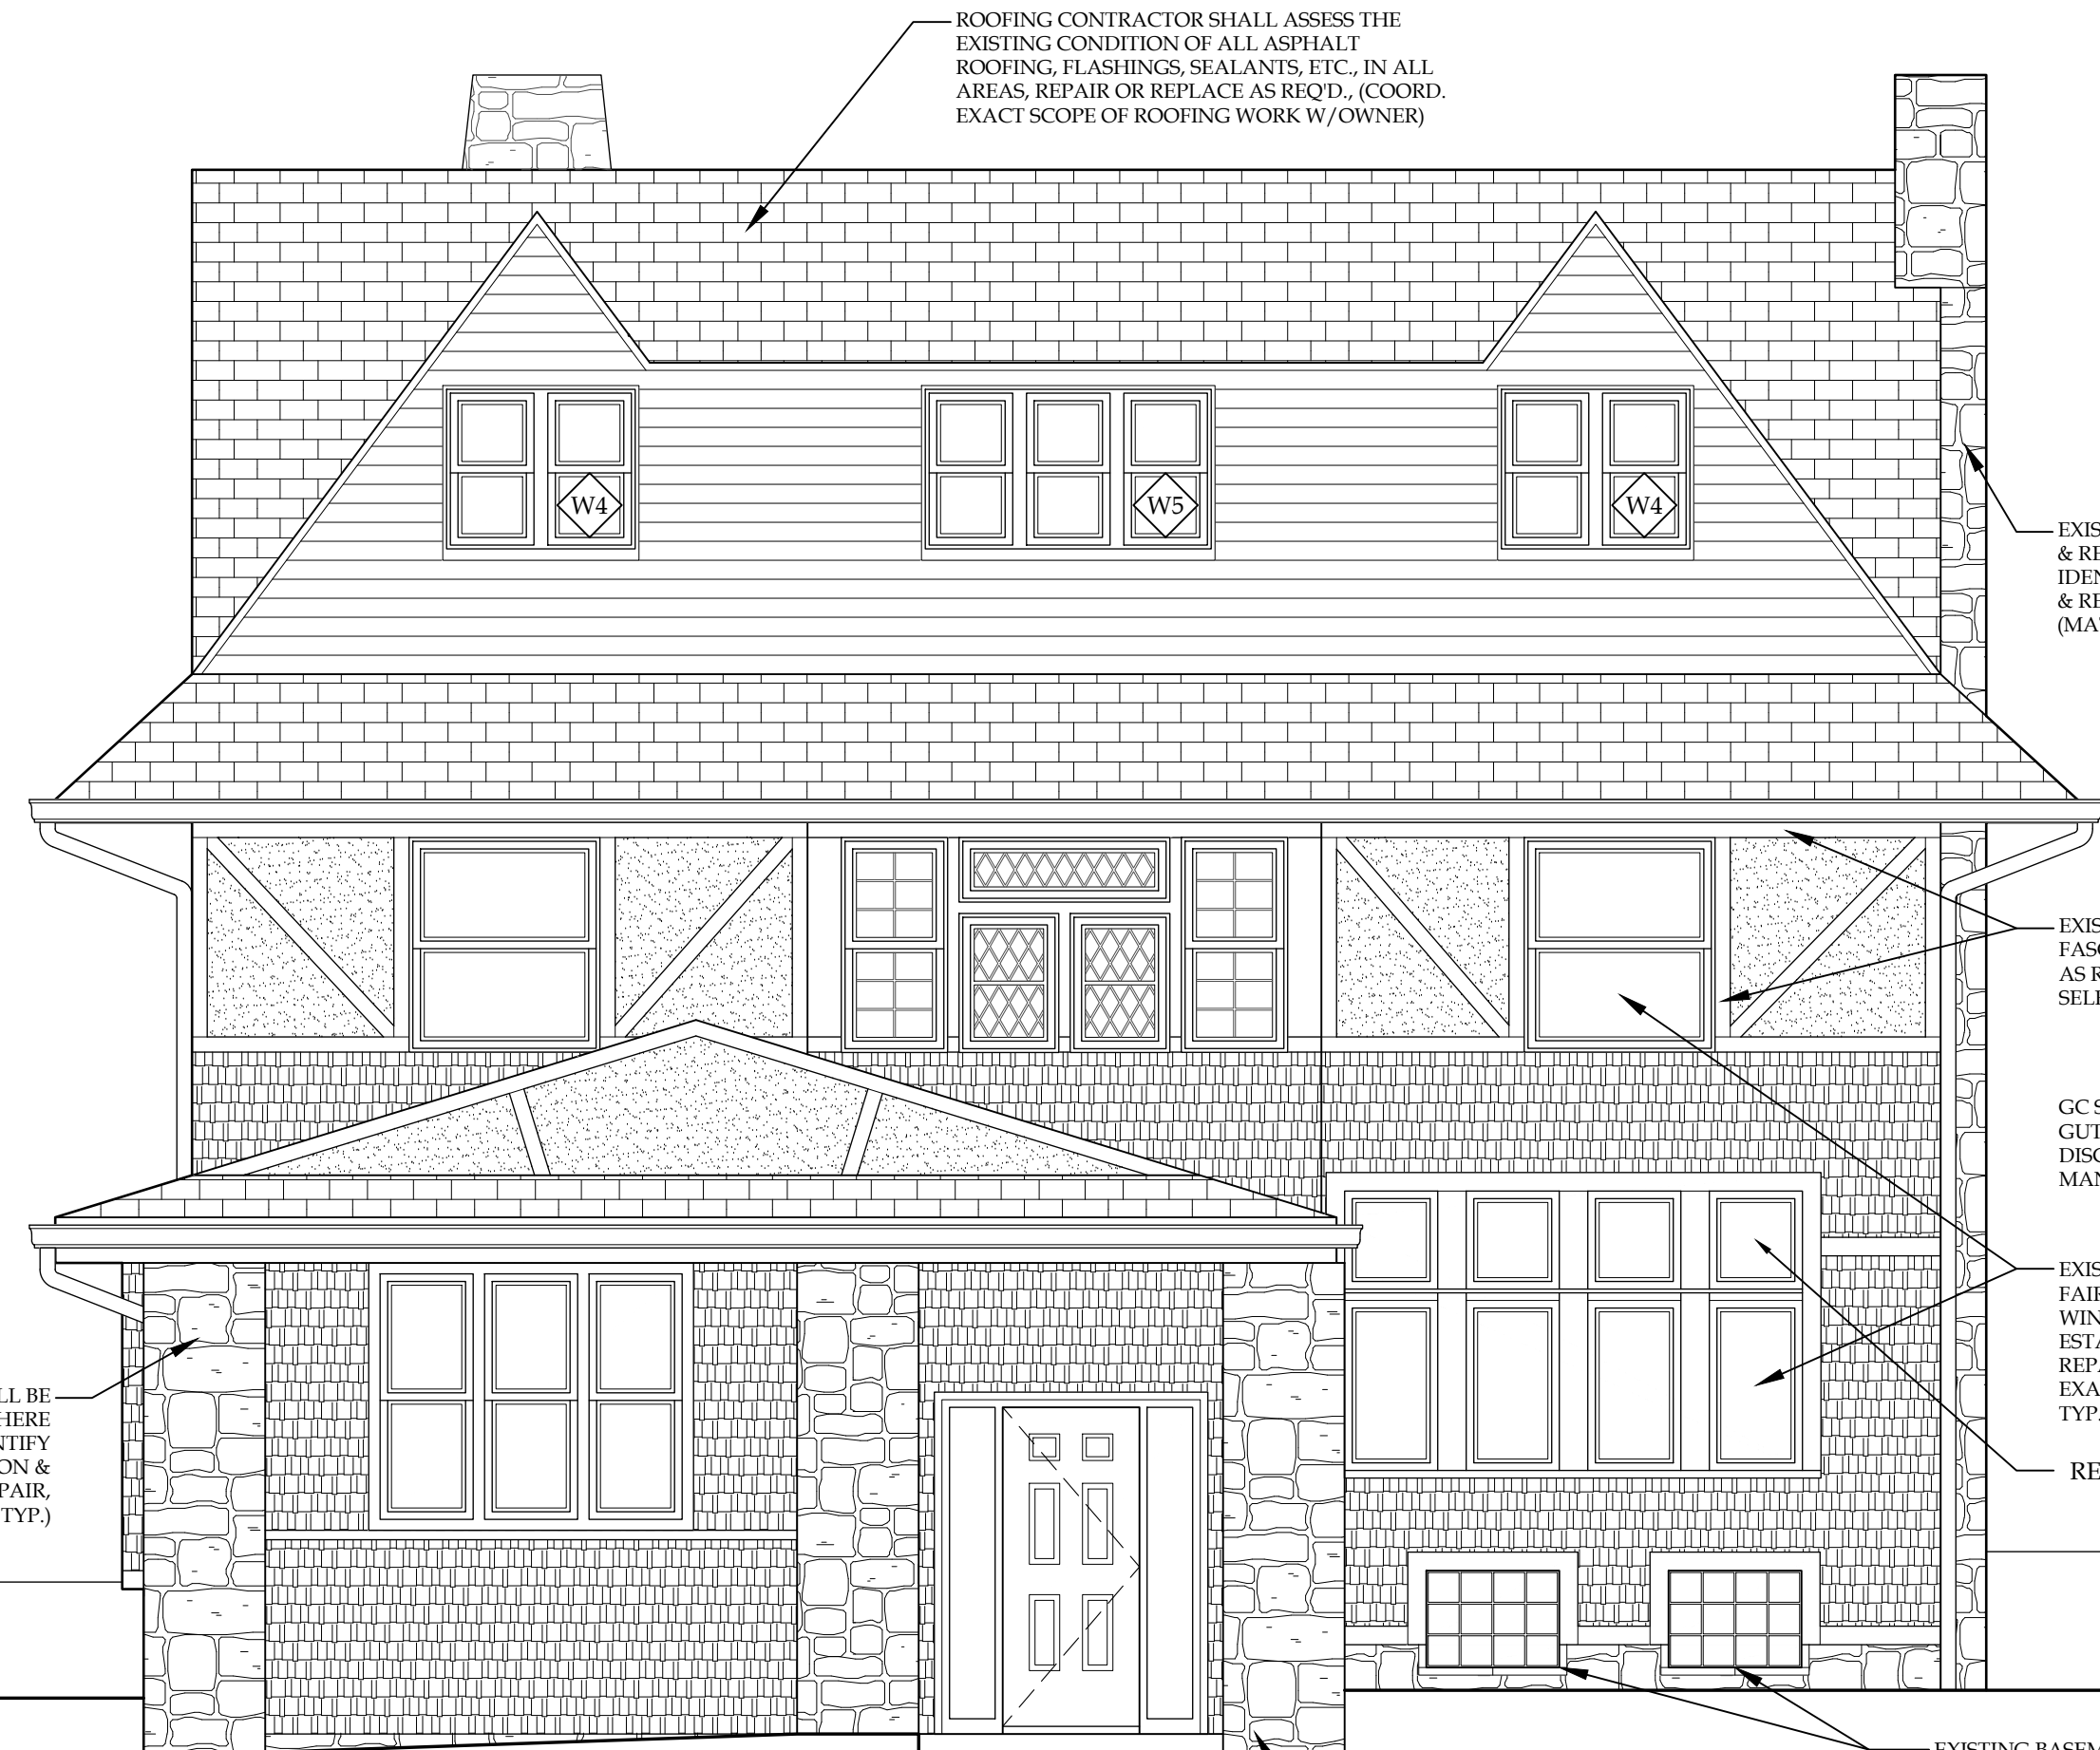 ROOFING CONTRACTOR SHALL ASSESS THE
EXISTING CONDITION OF ALL ASPHALT
ROOFING, FLASHINGS, SEALANTS, ETC., IN ALL
AREAS, REPAIR OR REPLACE AS REQ'D., (COORD.
EXACT SCOPE OF ROOFING WORK W/OWNER)
W4
W5
W4
EXIS
& RE
IDEN
& RE
(MA
EXIS
FASC
AS R
SELE
GC S
GUT
DISC
MAN
EXIS
FAIR
WIN
ESTA
REPA
EXA
TYP.
RE
LL BE
HERE
NTIFY
ON &
PAIR,
TYP.)
EXISTING BASEM